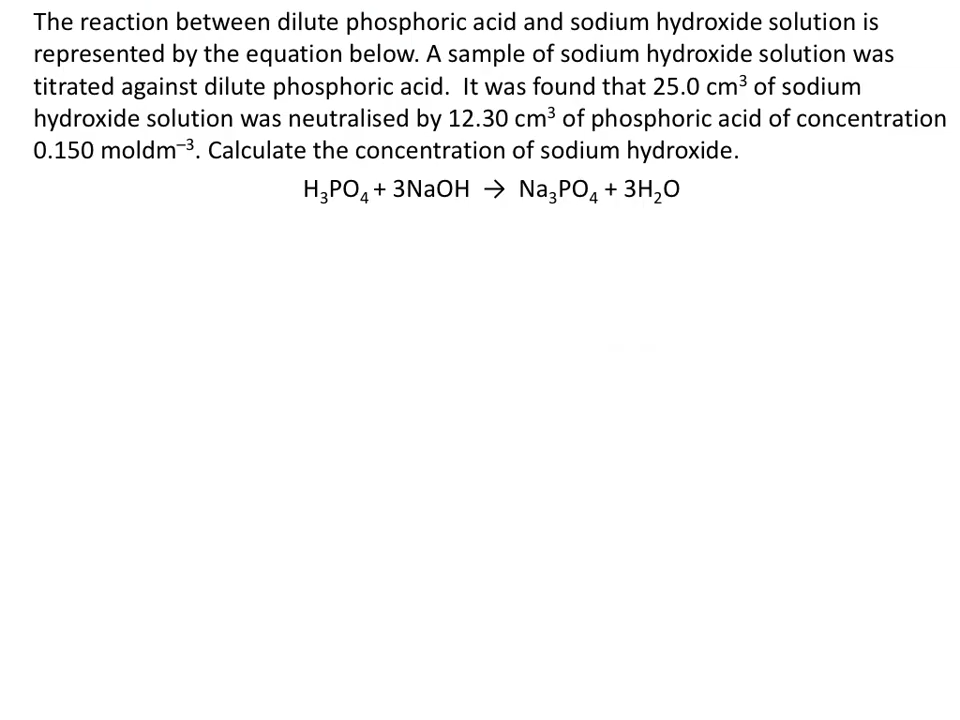 The reaction between dilute phosphoric acid and sodium hydroxide solution is
represented by the equation below. A sample of sodium hydroxide solution was
titrated against dilute phosphoric acid.  It was found that 25.0 cm³ of sodium
hydroxide solution was neutralised by 12.30 cm³ of phosphoric acid of concentration
0.150 moldm⁻³. Calculate the concentration of sodium hydroxide.
H₃PO₄ + 3NaOH → Na₃PO₄ + 3H₂O